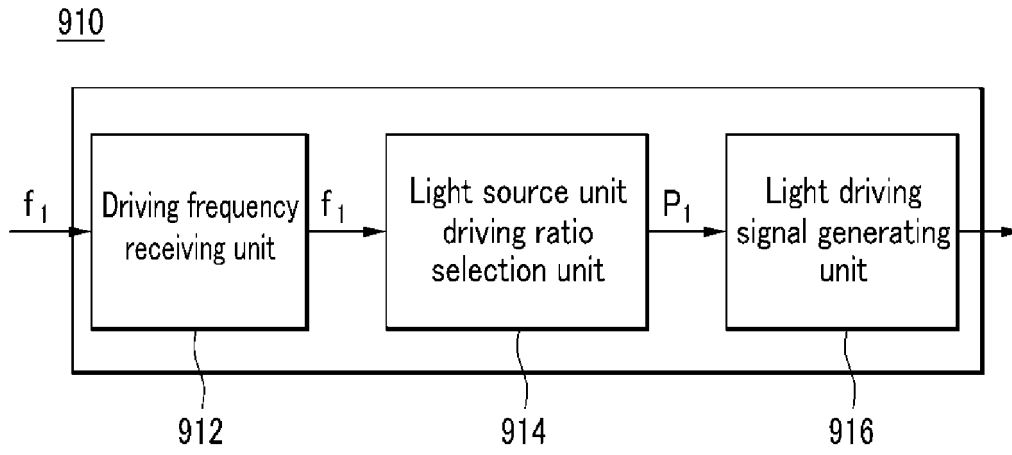 910
f1
Driving frequency
receiving unit
f1
Light source unit
driving ratio
selection unit
P1
Light driving
signal generating
unit
912
914
916